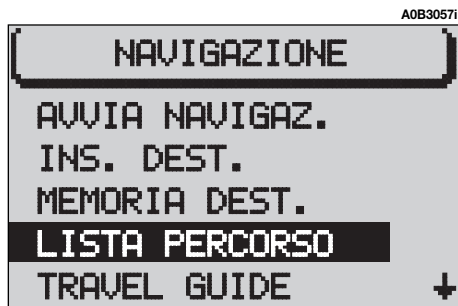 A0B3057i
NAVIGAZIONE
AVVIA NAVIGAZ.
INS. DEST.
MEMORIA DEST.
LISTA PERCORSO
TRAVEL GUIDE